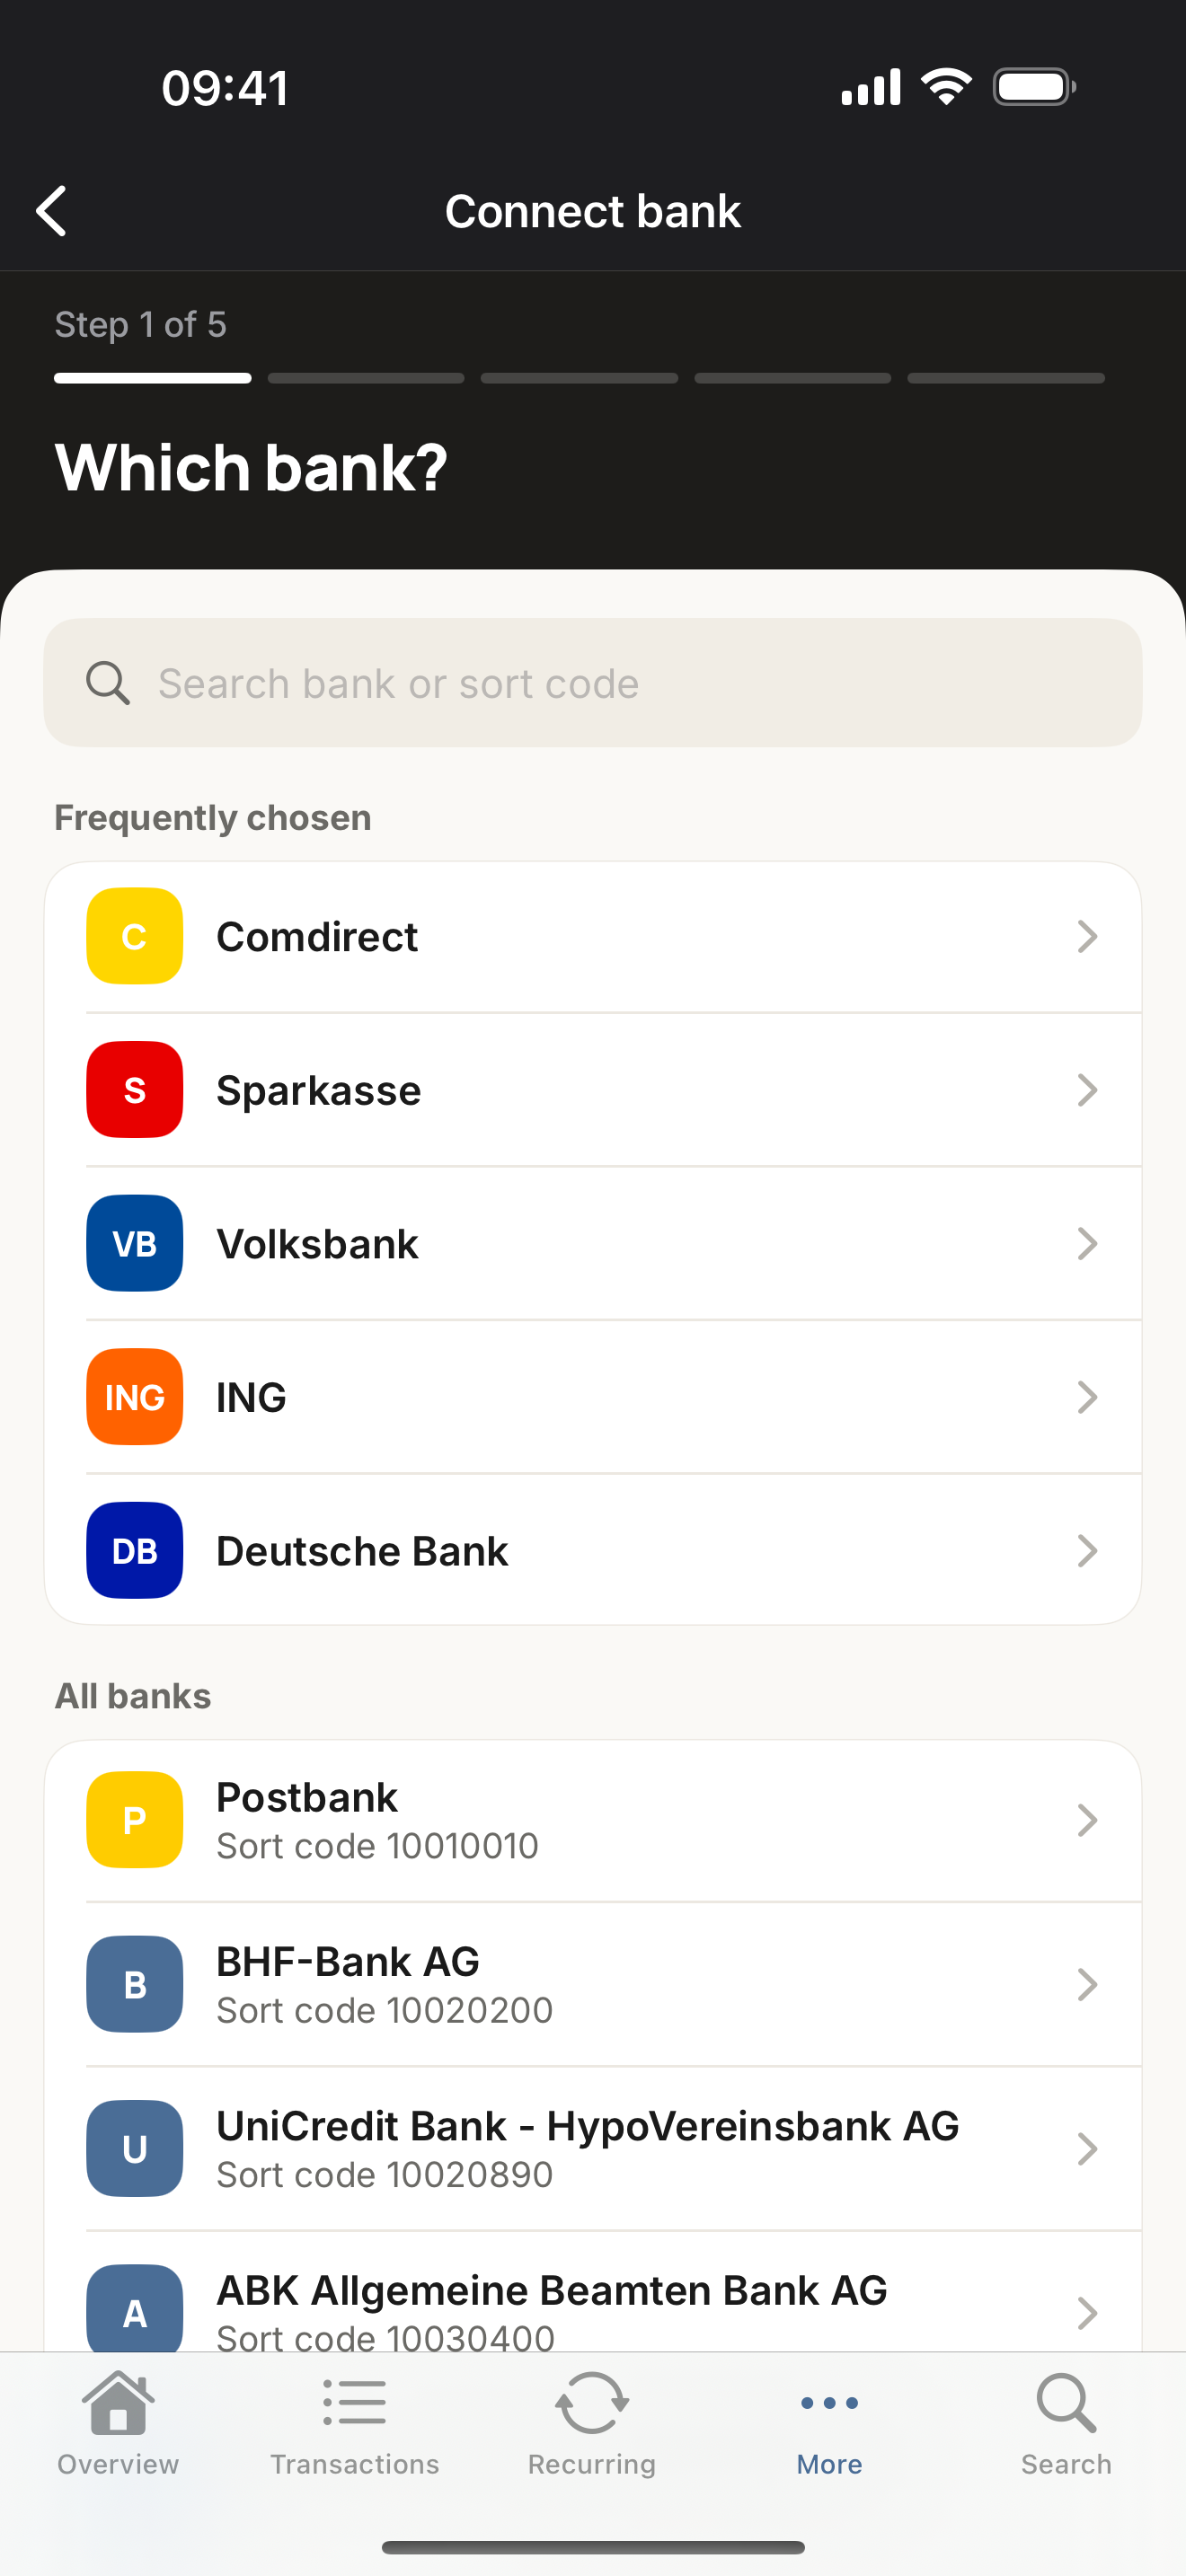 09:41
Connect bank
Step 1 of 5
Which bank?
Search bank or sort code
Frequently chosen
C
Comdirect
S
Sparkasse
VB
Volksbank
ING
ING
DB
Deutsche Bank
All banks
P
Postbank
Sort code 10010010
B
BHF-Bank AG
Sort code 10020200
U
UniCredit Bank - HypoVereinsbank AG
Sort code 10020890
A
ABK Allgemeine Beamten Bank AG
Sort code 10030400
Overview
Transactions
Recurring
More
Search